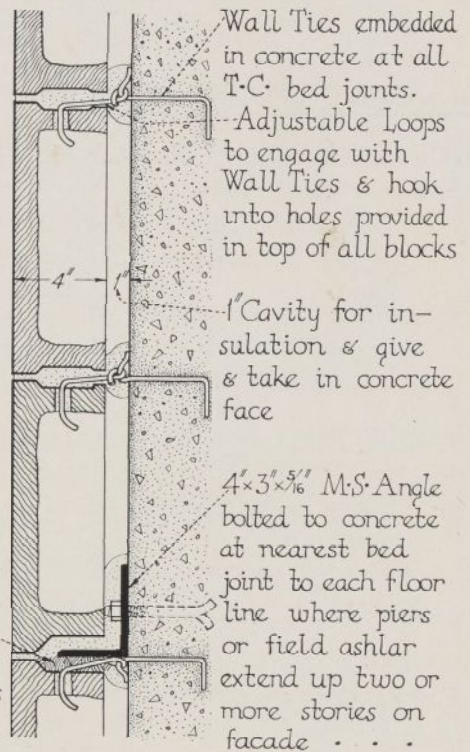 Wall Ties embedded
in concrete at all
T·C· bed joints.
Adjustable Loops
to engage with
Wall Ties & hook
into holes provided
in top of all blocks
4"
1"
1" Cavity for in-
sulation & give
& take in concrete
face
4"×3"×5/16" M·S· Angle
bolted to concrete
at nearest bed
joint to each floor
line where piers
or field ashlar
extend up two or
more stories on
facade · · ·